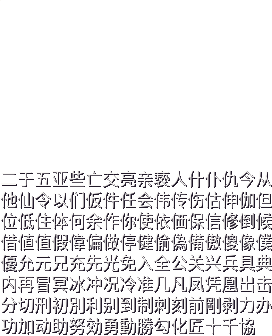 二于五亚些亡交亮亲亵人什仆仇今从
他仙令以们仮件任会伟传伤估伸伽但
位低住体何余作你使依価保信修倒候
借値值假偉偏做停健偷偽備傲傻像僕
優允元兄充先光免入全公关兴兵具典
内再冒冥冰冲况冷准几凡凤凭凰出击
分切刑初別利别到制刺刻前剛剩力办
功加动助努効勇動勝勾化匠十千協